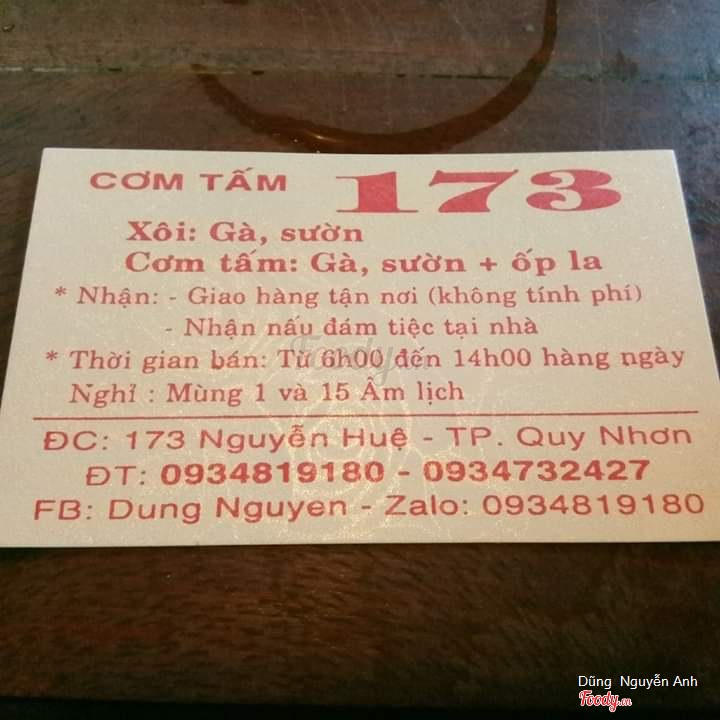 CƠM TẤM 173
Xôi: Gà, sườn
Cơm tấm: Gà, sườn + ốp la
* Nhận: - Giao hàng tận nơi (không tính phí)
- Nhận nấu đám tiệc tại nhà
* Thời gian bán: Từ 6h00 đến 14h00 hàng ngày
Nghỉ : Mùng 1 và 15 Âm lịch
ĐC: 173 Nguyễn Huệ - TP. Quy Nhơn
ĐT: 0934819180 - 0934732427
FB: Dung Nguyen - Zalo: 0934819180
Foody
Dũng Nguyễn Anh
Foody.vn